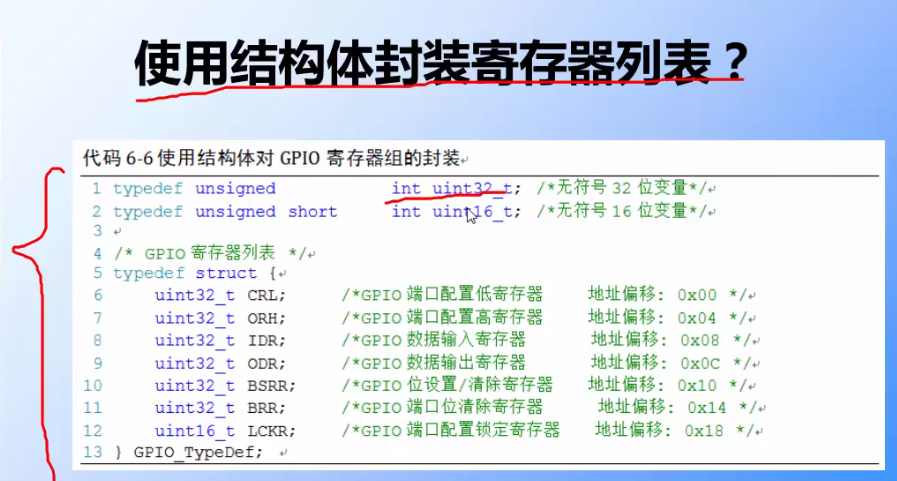 使用结构体封装寄存器列表？
代码 6-6 使用结构体对 GPIO 寄存器组的封装
1 typedef unsigned int uint32_t; /*无符号 32 位变量*/
2 typedef unsigned short int uint16_t; /*无符号 16 位变量*/
3
4 /* GPIO 寄存器列表 */
5 typedef struct {
6 uint32_t CRL; /*GPIO 端口配置低寄存器 地址偏移: 0x00 */
7 uint32_t ORH; /*GPIO 端口配置高寄存器 地址偏移: 0x04 */
8 uint32_t IDR; /*GPIO 数据输入寄存器 地址偏移: 0x08 */
9 uint32_t ODR; /*GPIO 数据输出寄存器 地址偏移: 0x0C */
10 uint32_t BSRR; /*GPIO 位设置/清除寄存器 地址偏移: 0x10 */
11 uint32_t BRR; /*GPIO 端口位清除寄存器 地址偏移: 0x14 */
12 uint16_t LCKR; /*GPIO 端口配置锁定寄存器 地址偏移: 0x18 */
13 } GPIO_TypeDef;